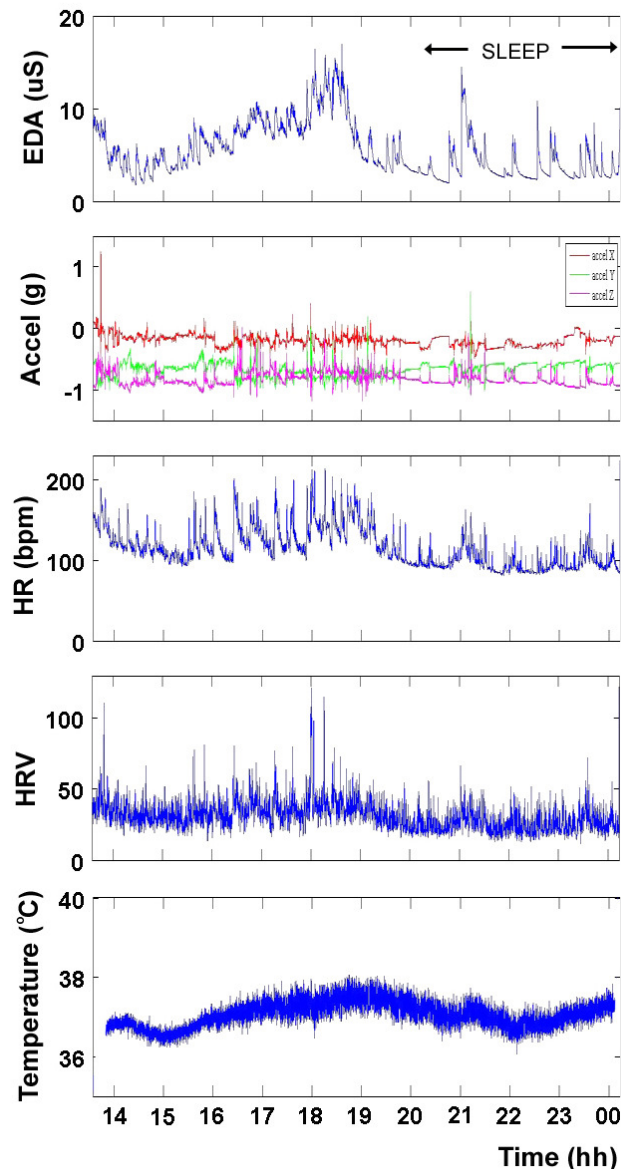 20
SLEEP
10
EDA (uS)
0
accel X
accel Y
accel Z
1
0
Accel (g)
-1
200
100
HR (bpm)
0
100
50
HRV
0
40
38
Temperature (°C)
36
14 15 16 17 18 19 20 21 22 23 00
Time (hh)